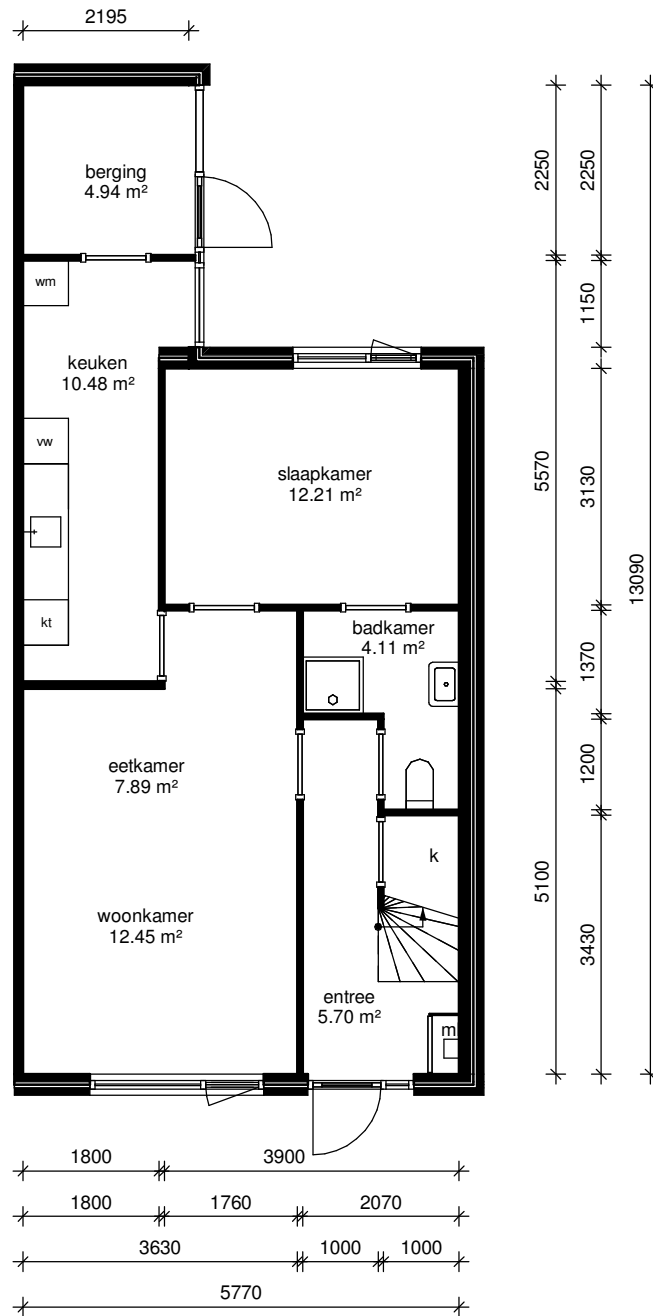 2195
berging
4.94 m²
wm
keuken
10.48 m²
vw
kt
slaapkamer
12.21 m²
badkamer
4.11 m²
eetkamer
7.89 m²
woonkamer
12.45 m²
k
entree
5.70 m²
m
2250
5570
5100
2250
1150
3130
1370
1200
3430
13090
1800 3900
1800 1760 2070
3630 1000 1000
5770